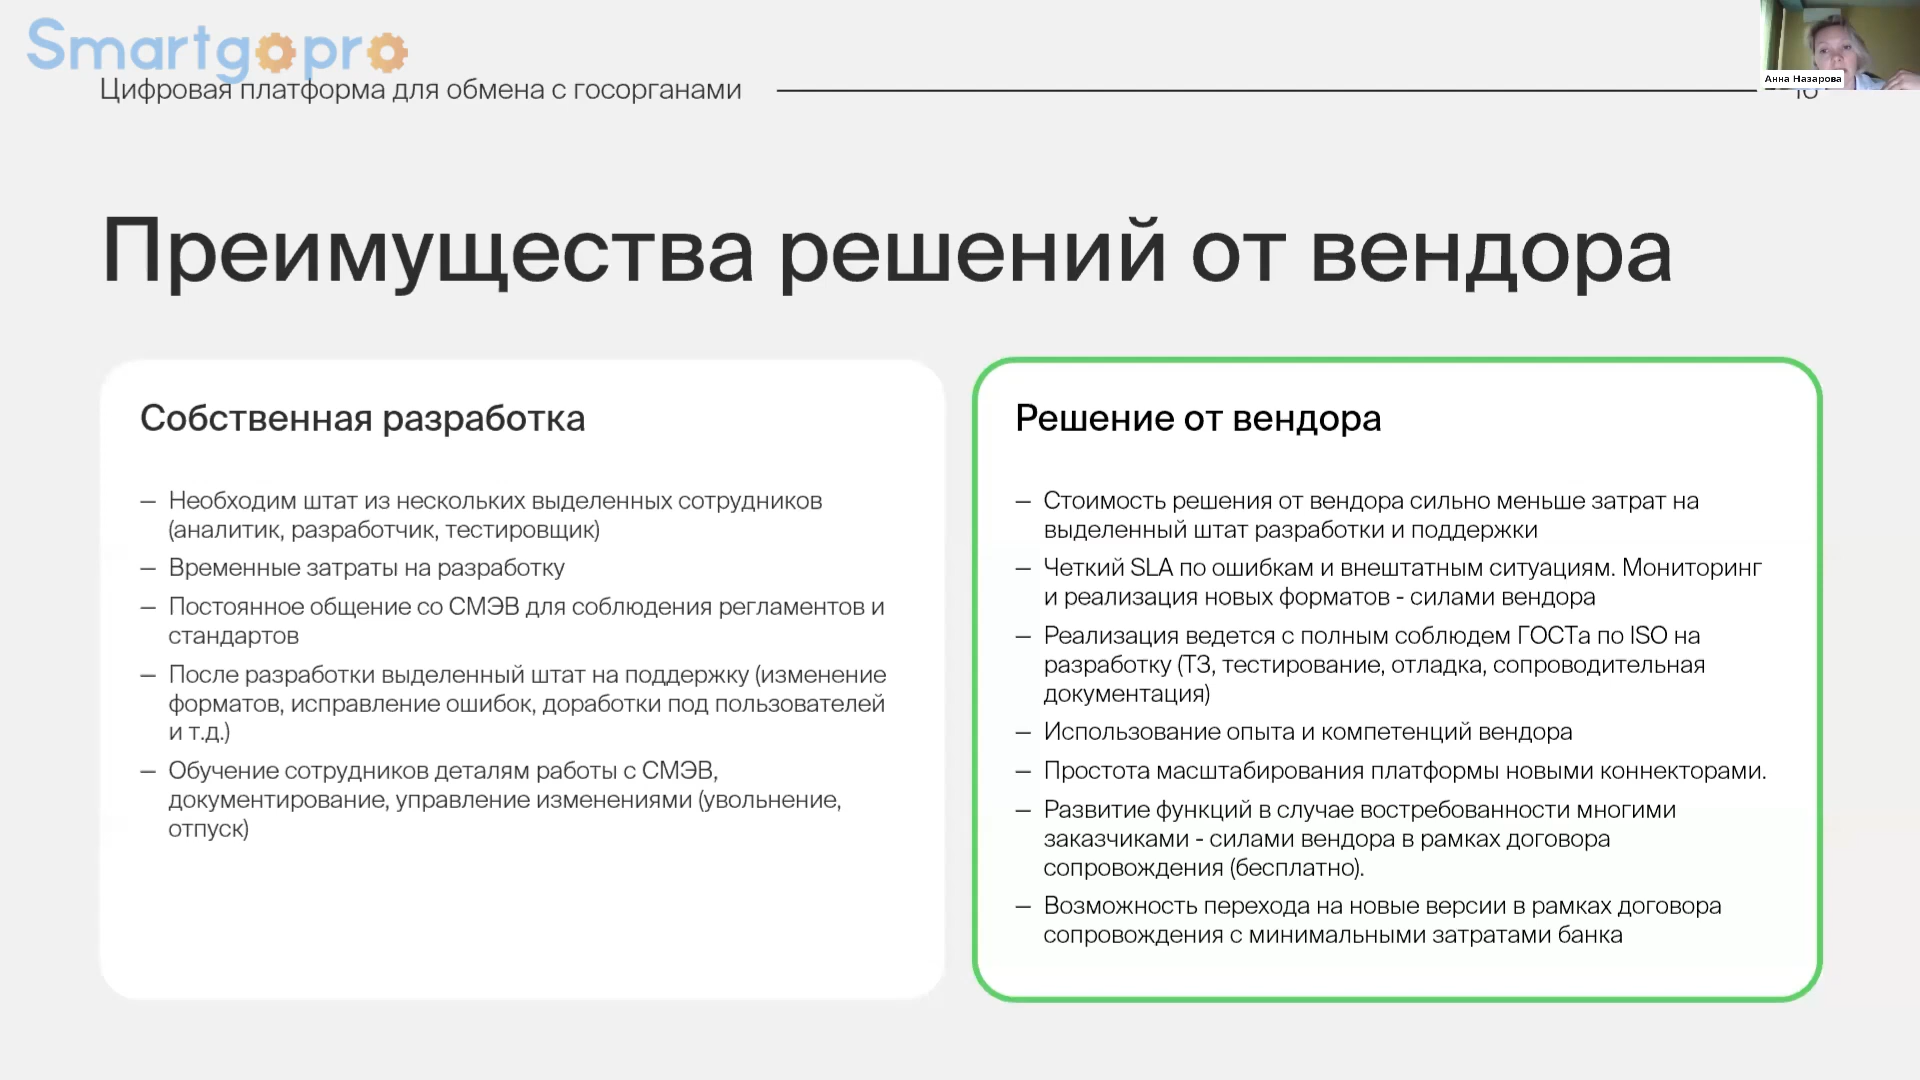 Smartgopro
Цифровая платформа для обмена с госорганами
Анна Назарова
Преимущества решений от вендора
Собственная разработка
— Необходим штат из нескольких выделенных сотрудников
(аналитик, разработчик, тестировщик)
— Временные затраты на разработку
— Постоянное общение со СМЭВ для соблюдения регламентов и
стандартов
— После разработки выделенный штат на поддержку (изменение
форматов, исправление ошибок, доработки под пользователей
и т.д.)
— Обучение сотрудников деталям работы с СМЭВ,
документирование, управление изменениями (увольнение,
отпуск)
Решение от вендора
— Стоимость решения от вендора сильно меньше затрат на
выделенный штат разработки и поддержки
— Четкий SLA по ошибкам и внештатным ситуациям. Мониторинг
и реализация новых форматов - силами вендора
— Реализация ведется с полным соблюдем ГОСТа по ISO на
разработку (ТЗ, тестирование, отладка, сопроводительная
документация)
— Использование опыта и компетенций вендора
— Простота масштабирования платформы новыми коннекторами.
— Развитие функций в случае востребованности многими
заказчиками - силами вендора в рамках договора
сопровождения (бесплатно).
— Возможность перехода на новые версии в рамках договора
сопровождения с минимальными затратами банка